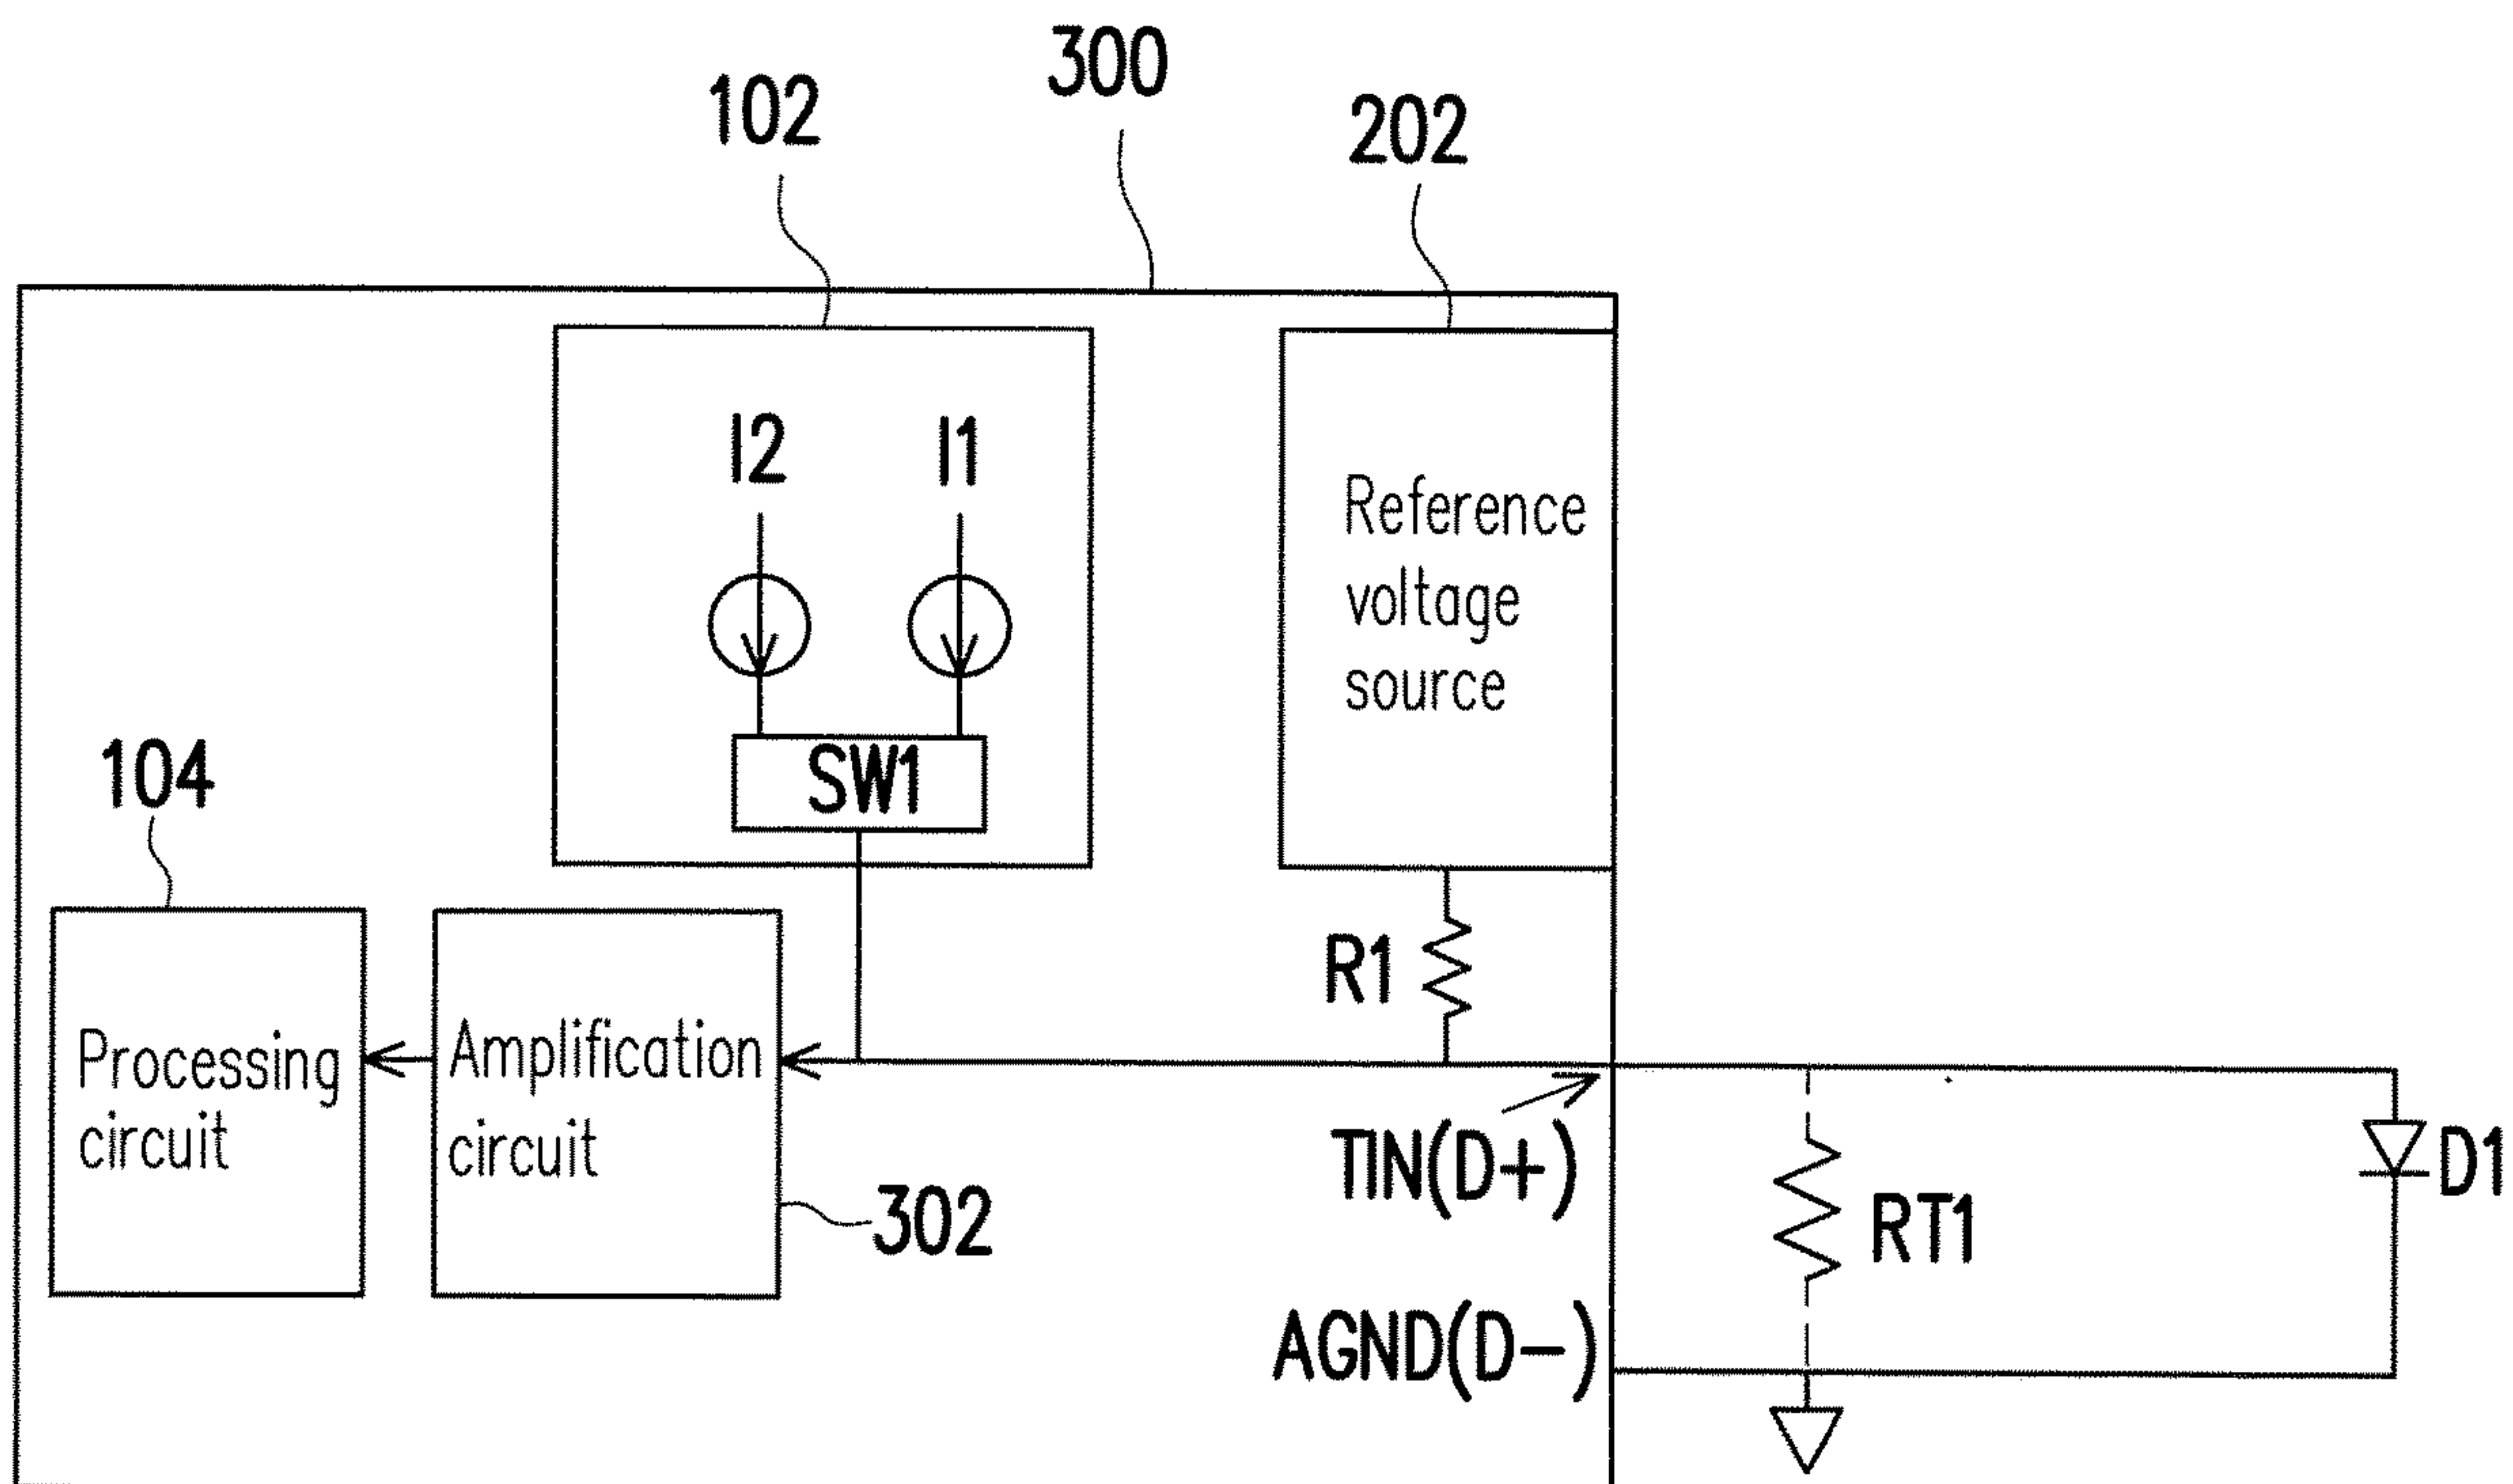 300
102
202
I2
I1
Reference
voltage
source
SW1
104
R1
Processing
circuit
Amplification
circuit
TIN(D+)
D1
302
RT1
AGND(D-)